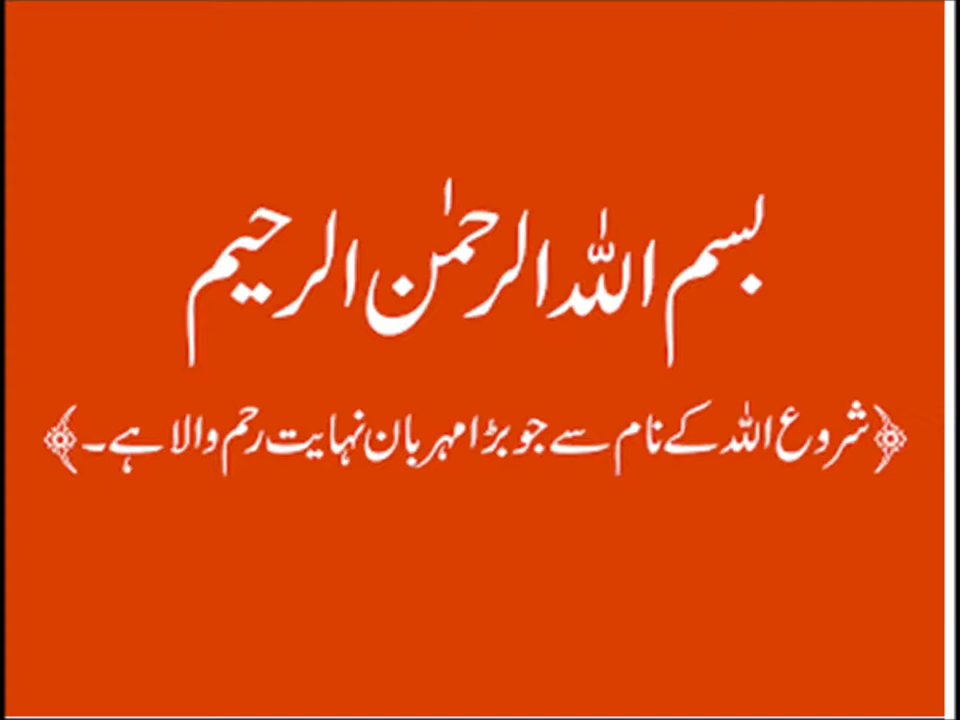 بسم اللہ الرحمٰن الرحیم
﴿شروع اللہ کے نام سے جو بڑا مہربان نہایت رحم والا ہے۔﴾